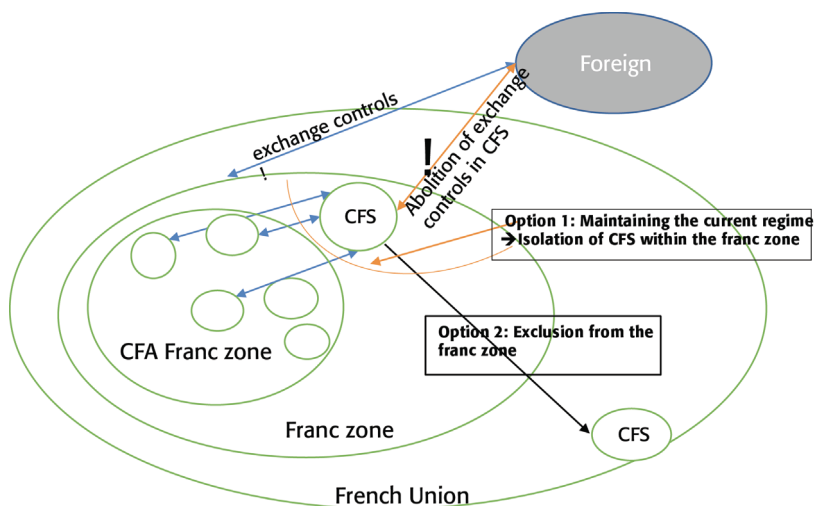 Foreign
exchange controls
!
!
Abolition of exchange
controls in CFS
CFS
Option 1: Maintaining the current regime
➔Isolation of CFS within the franc zone
Option 2: Exclusion from the
franc zone
CFA Franc zone
Franc zone
CFS
French Union